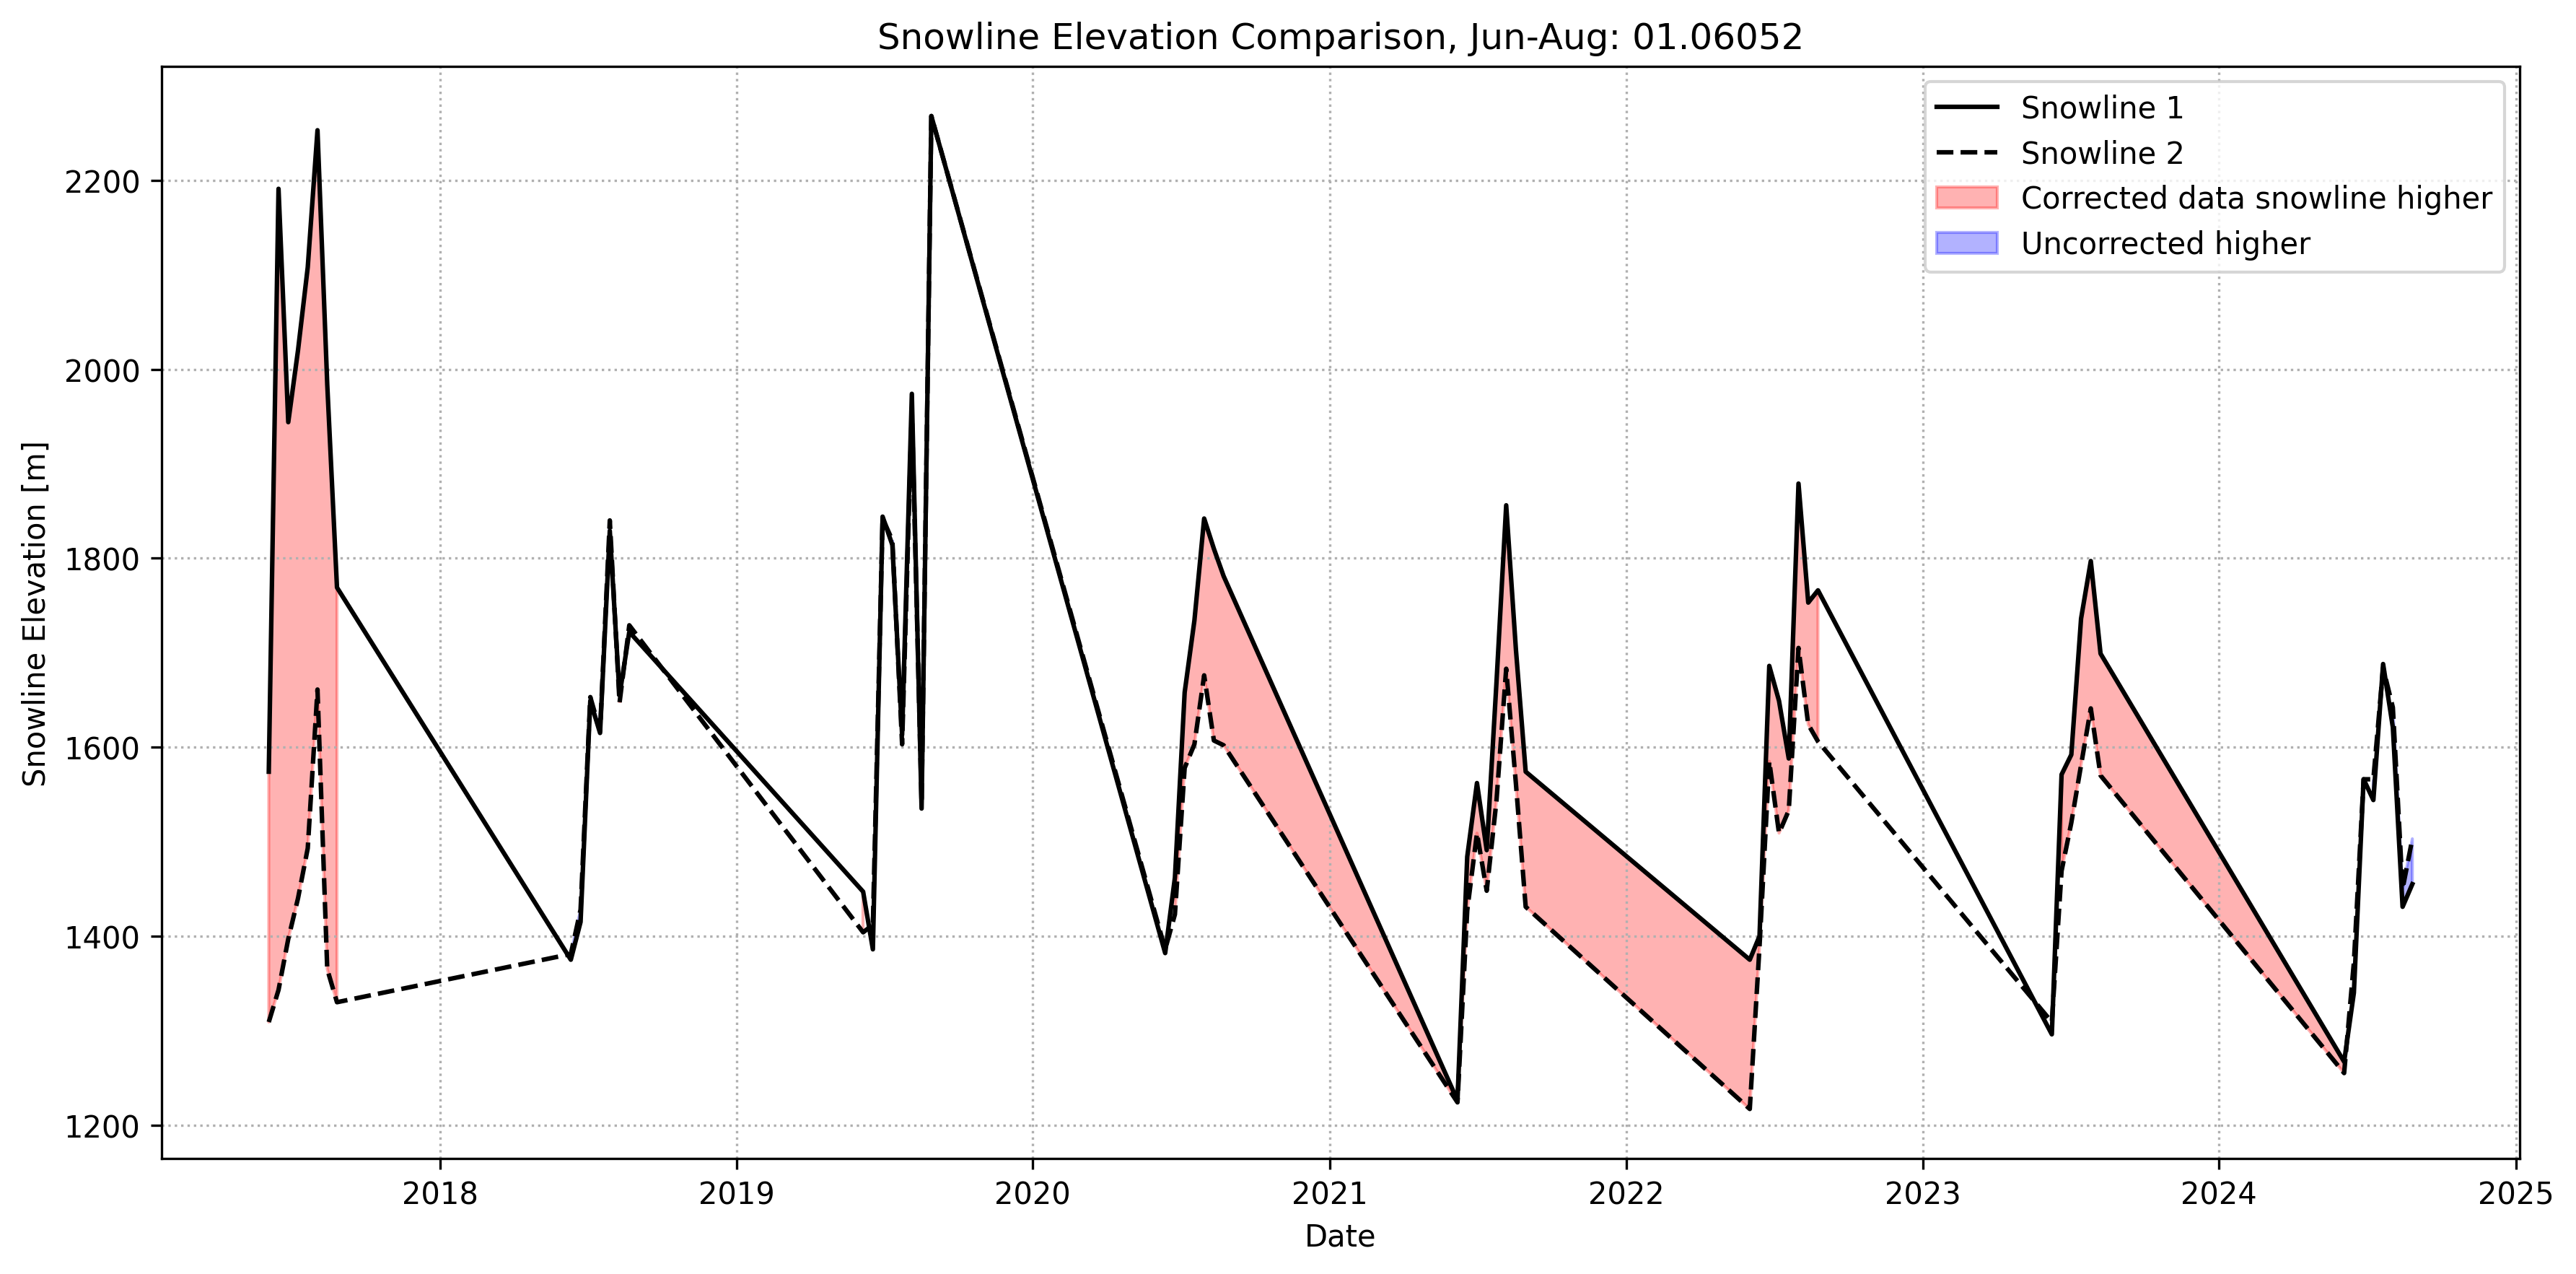 Snowline Elevation Comparison, Jun-Aug: 01.06052
Snowline 1
Snowline 2
Corrected data snowline higher
Uncorrected higher
Snowline Elevation [m]
2200
2000
1800
1600
1400
1200
2018
2019
2020
2021
2022
2023
2024
2025
Date